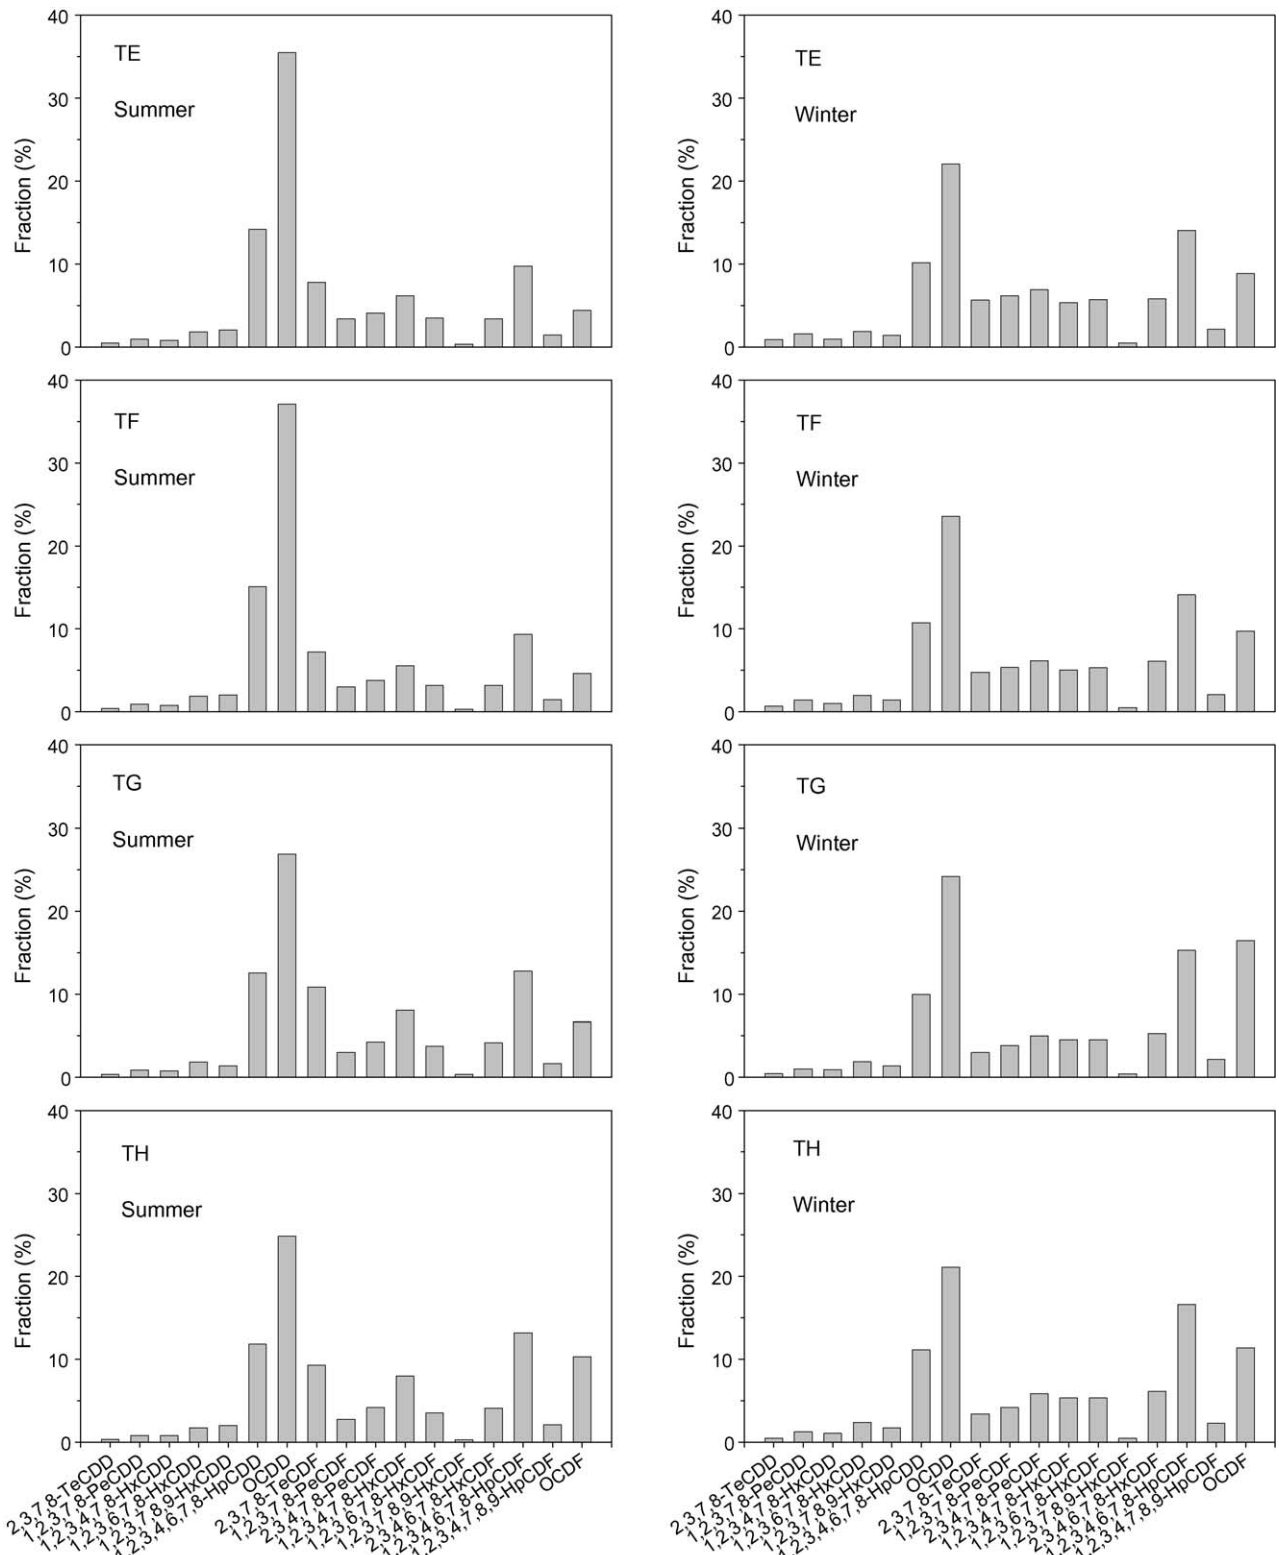 40
30
20
10
0
Fraction (%)
TE
Summer
40
30
20
10
0
Fraction (%)
TE
Winter
40
30
20
10
0
Fraction (%)
TF
Summer
40
30
20
10
0
Fraction (%)
TF
Winter
40
30
20
10
0
Fraction (%)
TG
Summer
40
30
20
10
0
Fraction (%)
TG
Winter
40
30
20
10
0
Fraction (%)
TH
Summer
40
30
20
10
0
Fraction (%)
TH
Winter
2,3,7,8-TeCDD
1,2,3,7,8-PeCDD
1,2,3,4,7,8-HxCDD
1,2,3,6,7,8-HxCDD
1,2,3,7,8,9-HxCDD
1,2,3,4,6,7,8-HpCDD
OCDD
2,3,7,8-TeCDF
1,2,3,7,8-PeCDF
2,3,4,7,8-PeCDF
1,2,3,4,7,8-HxCDF
1,2,3,6,7,8-HxCDF
1,2,3,7,8,9-HxCDF
2,3,4,6,7,8-HxCDF
1,2,3,4,6,7,8-HpCDF
1,2,3,4,7,8,9-HpCDF
OCDF
2,3,7,8-TeCDD
1,2,3,7,8-PeCDD
1,2,3,4,7,8-HxCDD
1,2,3,6,7,8-HxCDD
1,2,3,7,8,9-HxCDD
1,2,3,4,6,7,8-HpCDD
OCDD
2,3,7,8-TeCDF
1,2,3,7,8-PeCDF
2,3,4,7,8-PeCDF
1,2,3,4,7,8-HxCDF
1,2,3,6,7,8-HxCDF
1,2,3,7,8,9-HxCDF
2,3,4,6,7,8-HxCDF
1,2,3,4,6,7,8-HpCDF
1,2,3,4,7,8,9-HpCDF
OCDF